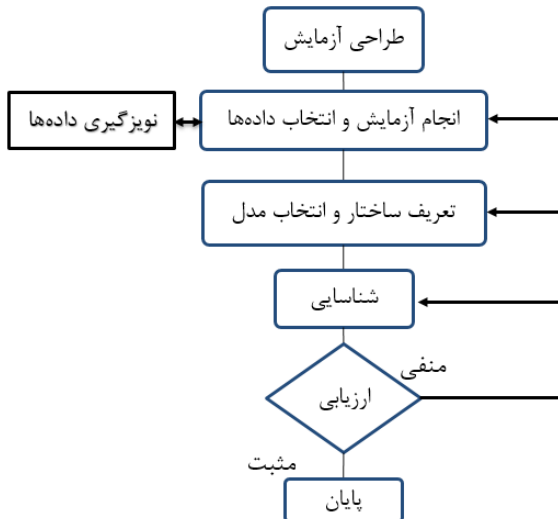 طراحی آزمایش
انجام آزمایش و انتخاب داده‌ها
نویزگیری داده‌ها
تعریف ساختار و انتخاب مدل
شناسایی
منفی
ارزیابی
مثبت
پایان